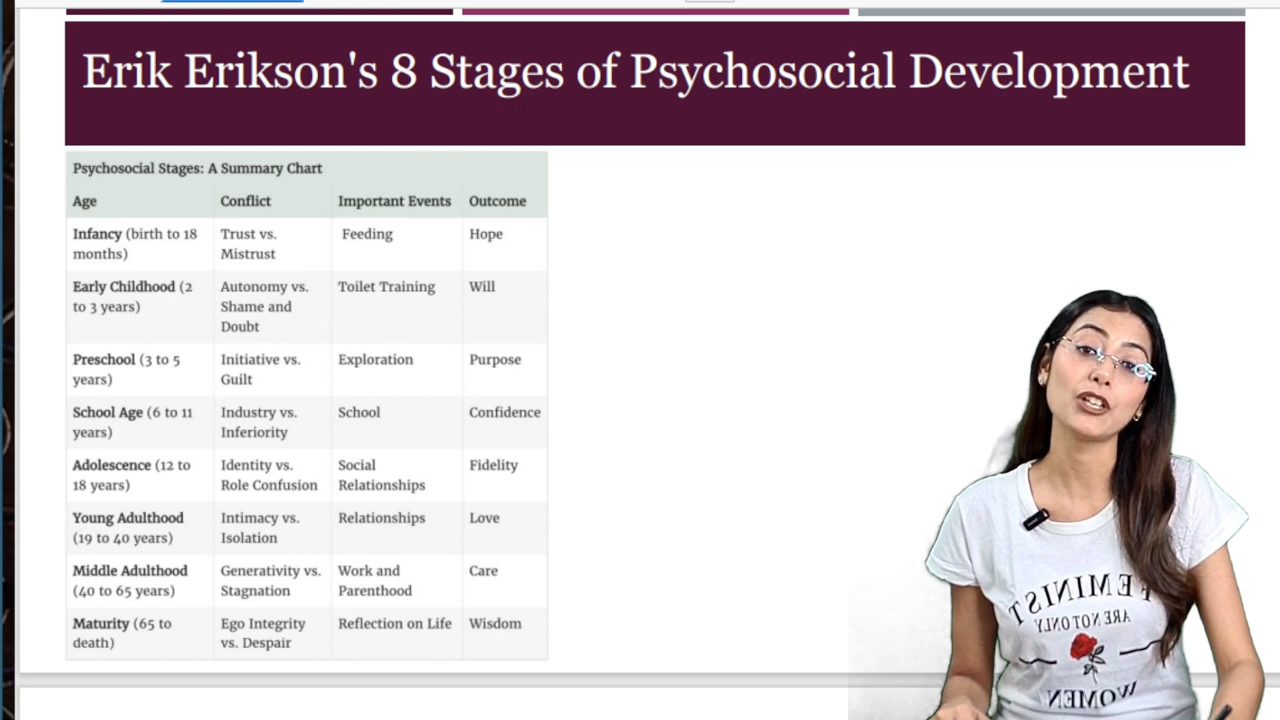 Erik Erikson's 8 Stages of Psychosocial Development
Psychosocial Stages: A Summary Chart
Age Conflict Important Events Outcome
Infancy (birth to 18 Trust vs. Feeding Hope
months) Mistrust
Early Childhood (2 Autonomy vs. Toilet Training Will
to 3 years) Shame and
Doubt
Preschool (3 to 5 Initiative vs. Exploration Purpose
years) Guilt
School Age (6 to 11 Industry vs. School Confidence
years) Inferiority
Adolescence (12 to Identity vs. Social Fidelity
18 years) Role Confusion Relationships
Young Adulthood Intimacy vs. Relationships Love
(19 to 40 years) Isolation
Middle Adulthood Generativity vs. Work and Care
(40 to 65 years) Stagnation Parenthood
Maturity (65 to Ego Integrity Reflection on Life Wisdom
death) vs. Despair
FEMINIST
ARE NOT ONLY
WOMEN